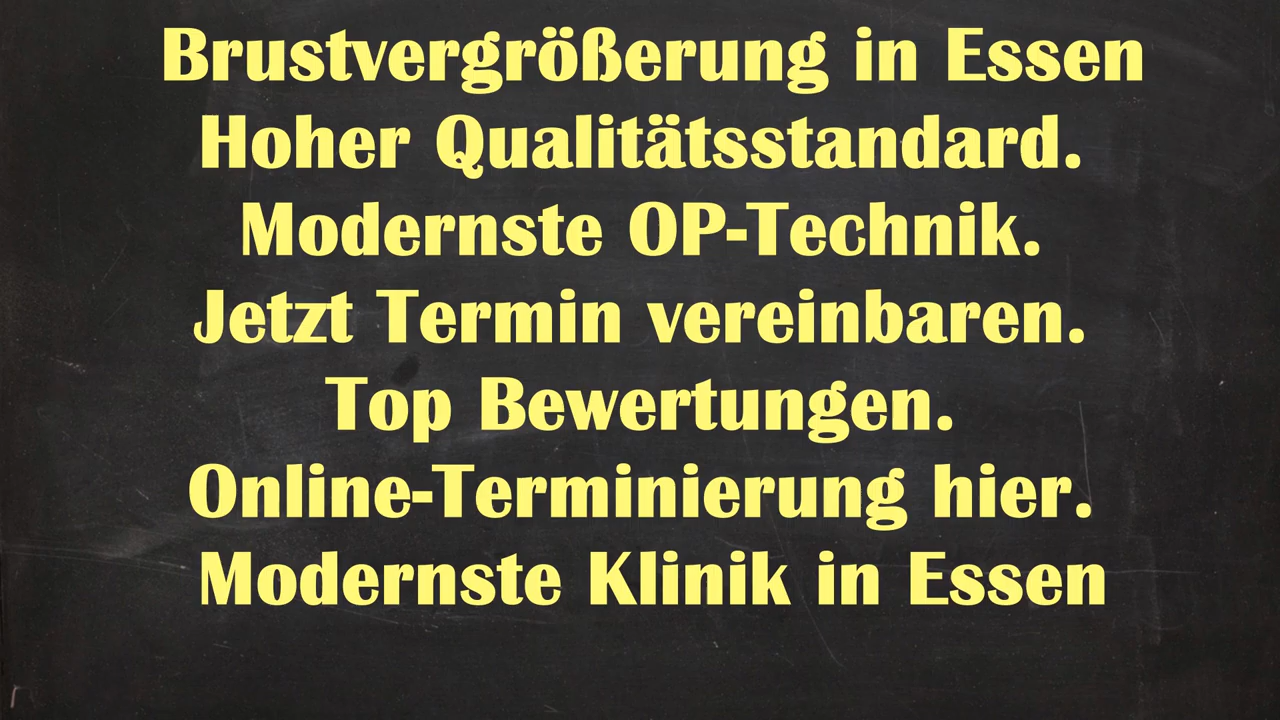 Brustvergrößerung in Essen
Hoher Qualitätsstandard.
Modernste OP-Technik.
Jetzt Termin vereinbaren.
Top Bewertungen.
Online-Terminierung hier.
Modernste Klinik in Essen